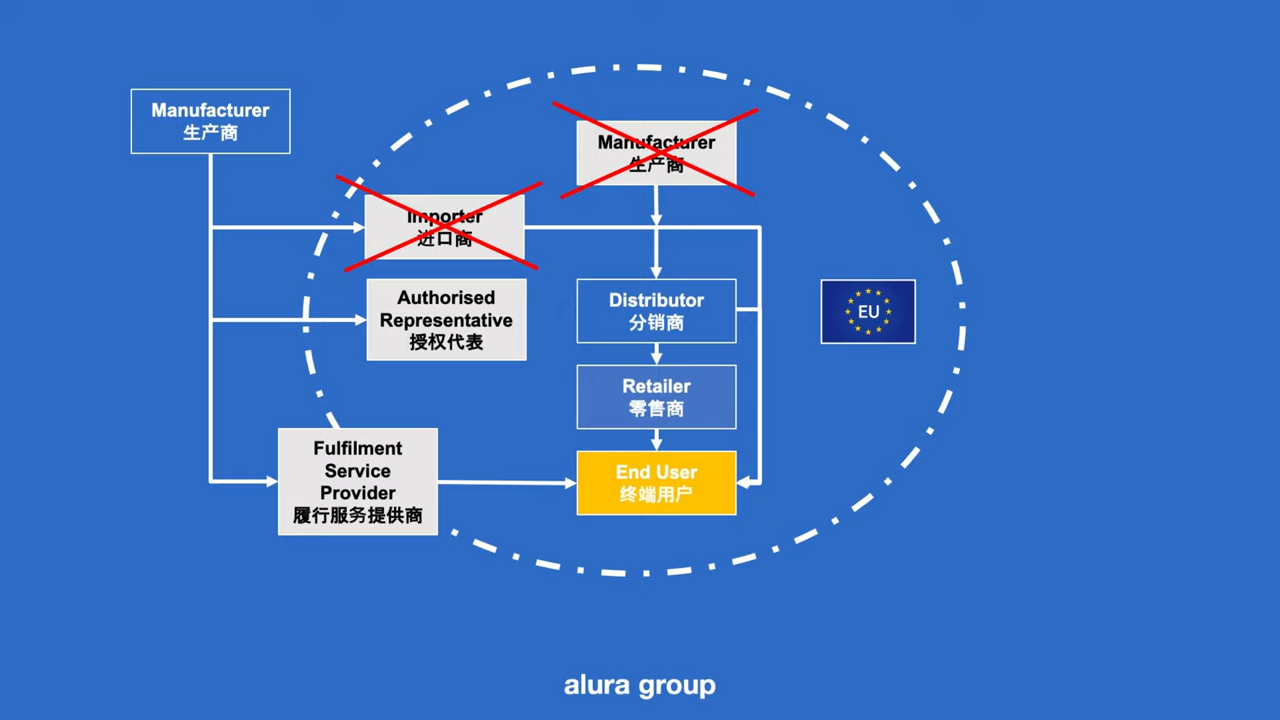 Manufacturer
生产商
Manufacturer
生产商
Importer
进口商
Authorised
Representative
授权代表
Distributor
分销商
EU
Retailer
零售商
Fulfilment
Service
Provider
履行服务提供商
End User
终端用户
alura group